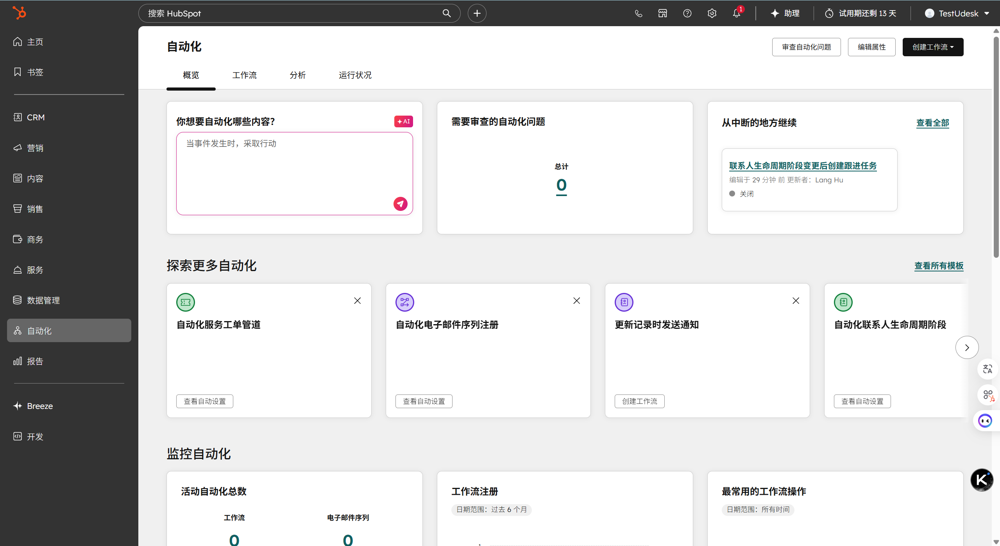 搜索 HubSpot
1
助理
试用期还剩 13 天
TestUdesk
主页
书签
CRM
营销
内容
销售
商务
服务
数据管理
自动化
报告
Breeze
开发
自动化
审查自动化问题
编辑属性
创建工作流
概览
工作流
分析
运行状况
你想要自动化哪些内容？
AI
当事件发生时，采取行动
需要审查的自动化问题
总计
0
从中断的地方继续
查看全部
联系人生命周期阶段变更后创建跟进任务
编辑于 29 分钟 前 更新者：Lang Hu
关闭
探索更多自动化
查看所有模板
自动化服务工单管道
查看自动设置
自动化电子邮件序列注册
查看自动设置
更新记录时发送通知
创建工作流
自动化联系人生命周期阶段
查看自动设置
监控自动化
活动自动化总数
工作流
电子邮件序列
0
0
工作流注册
日期范围：过去 6 个月
1
最常用的工作流操作
日期范围：所有时间
K